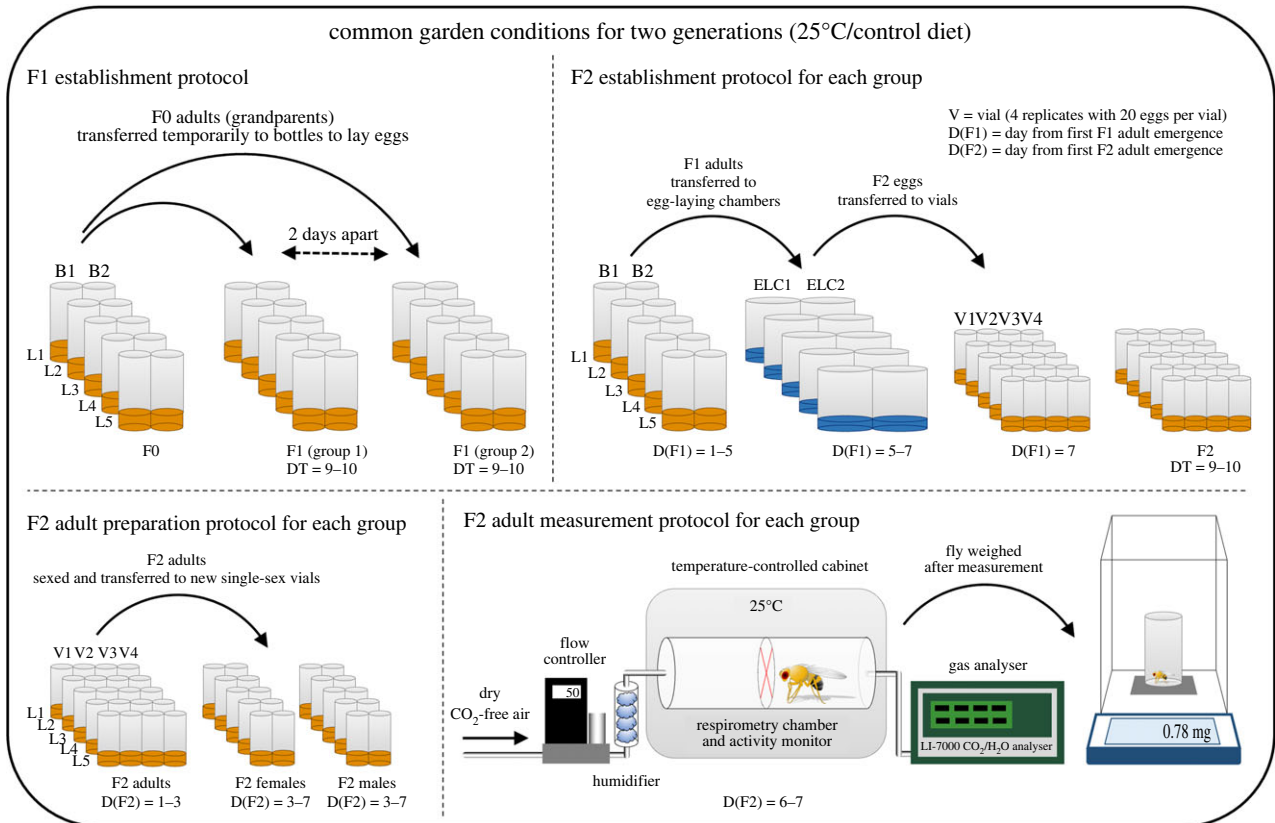 common garden conditions for two generations (25°C/control diet)
F1 establishment protocol
F0 adults (grandparents)
transferred temporarily to bottles to lay eggs
2 days apart
B1 B2
L1
L2
L3
L4
L5
F0
F1 (group 1)
DT = 9–10
F1 (group 2)
DT = 9–10
F2 establishment protocol for each group
V = vial (4 replicates with 20 eggs per vial)
D(F1) = day from first F1 adult emergence
D(F2) = day from first F2 adult emergence
F1 adults
transferred to
egg-laying chambers
F2 eggs
transferred to vials
B1 B2
ELC1 ELC2
V1V2V3V4
L1
L2
L3
L4
L5
D(F1) = 1–5
D(F1) = 5–7
D(F1) = 7
F2
DT = 9–10
F2 adult preparation protocol for each group
F2 adults
sexed and transferred to new single-sex vials
V1 V2 V3 V4
L1
L2
L3
L4
L5
F2 adults
D(F2) = 1–3
F2 females
D(F2) = 3–7
F2 males
D(F2) = 3–7
F2 adult measurement protocol for each group
temperature-controlled cabinet
fly weighed
after measurement
25°C
flow
controller
50
dry
CO₂-free air
humidifier
respirometry chamber
and activity monitor
gas analyser
LI-7000 CO₂/H₂O analyser
0.78 mg
D(F2) = 6–7